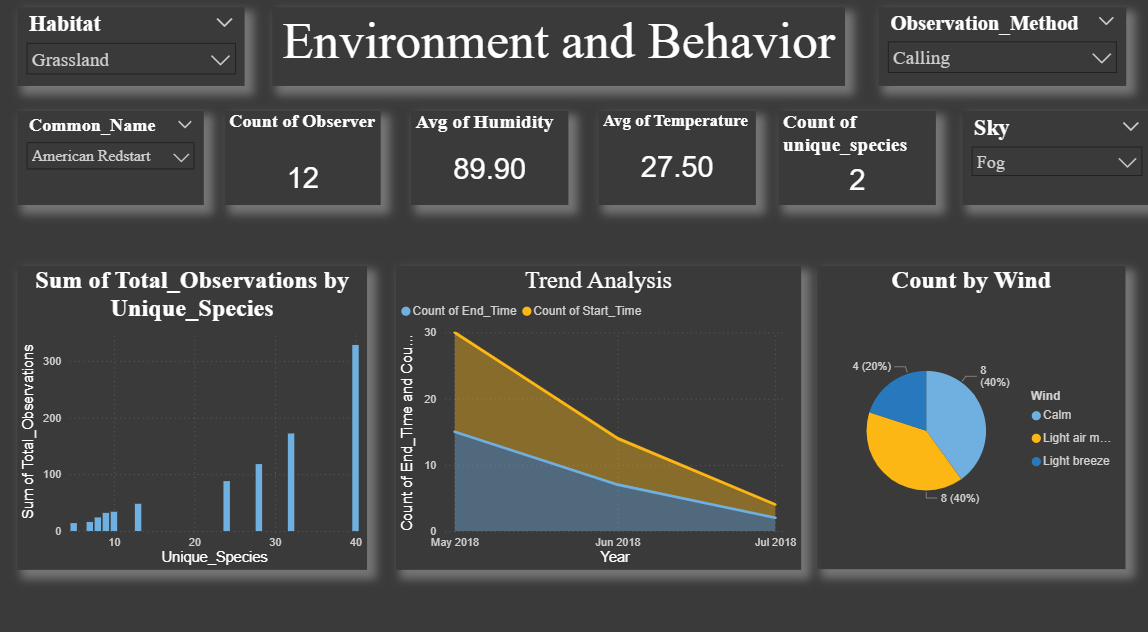 Habitat
Grassland
Environment and Behavior
Observation_Method
Calling
Common_Name
American Redstart
Count of Observer
12
Avg of Humidity
89.90
Avg of Temperature
27.50
Count of
unique_species
2
Sky
Fog
Sum of Total_Observations by
Unique_Species
Sum of Total_Observations
300
200
100
0
10
20
30
40
Unique_Species
Trend Analysis
Count of End_Time
Count of Start_Time
Count of End_Time and Cou...
30
20
10
0
May 2018
Jun 2018
Jul 2018
Year
Count by Wind
4 (20%)
8
(40%)
8 (40%)
Wind
Calm
Light air m...
Light breeze